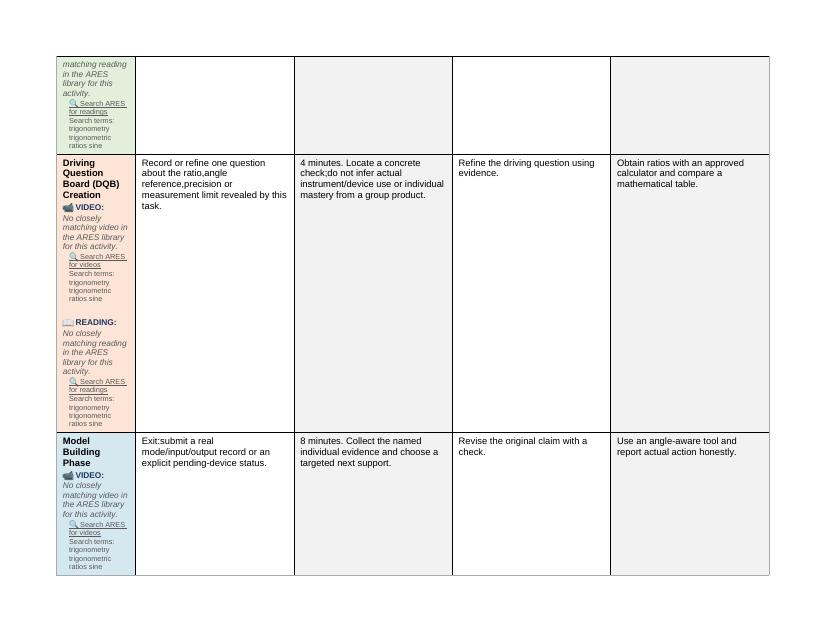 matching reading
in the ARES
library for this
activity.
🔍 Search ARES
for readings
Search terms:
trigonometry
trigonometric
ratios sine
Driving
Question
Board (DQB)
Creation
📹 VIDEO:
No closely
matching video in
the ARES library
for this activity.
🔍 Search ARES
for videos
Search terms:
trigonometry
trigonometric
ratios sine
📖 READING:
No closely
matching reading
in the ARES
library for this
activity.
🔍 Search ARES
for readings
Search terms:
trigonometry
trigonometric
ratios sine
Record or refine one question
about the ratio,angle
reference,precision or
measurement limit revealed by this
task.
4 minutes. Locate a concrete
check;do not infer actual
instrument/device use or individual
mastery from a group product.
Refine the driving question using
evidence.
Obtain ratios with an approved
calculator and compare a
mathematical table.
Model
Building
Phase
📹 VIDEO:
No closely
matching video in
the ARES library
for this activity.
🔍 Search ARES
for videos
Search terms:
trigonometry
trigonometric
ratios sine
Exit:submit a real
mode/input/output record or an
explicit pending-device status.
8 minutes. Collect the named
individual evidence and choose a
targeted next support.
Revise the original claim with a
check.
Use an angle-aware tool and
report actual action honestly.